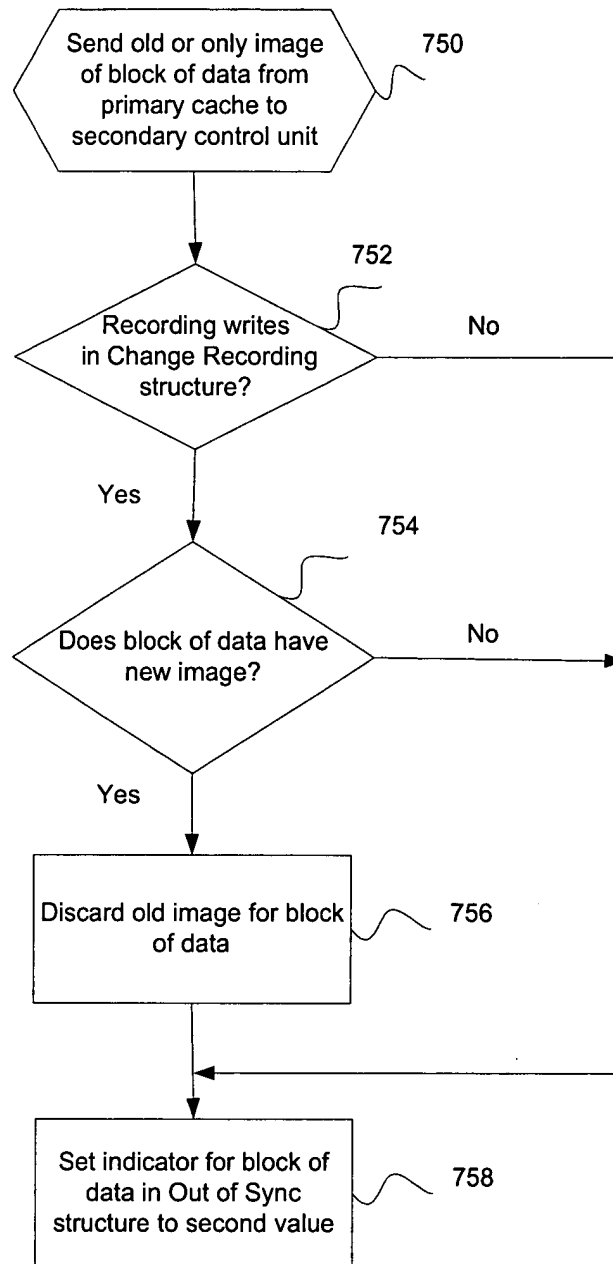 Send old or only image
of block of data from
primary cache to
secondary control unit
750
752
Recording writes
in Change Recording
structure?
No
Yes
754
Does block of data have
new image?
No
Yes
Discard old image for block
of data
756
Set indicator for block of
data in Out of Sync
structure to second value
758